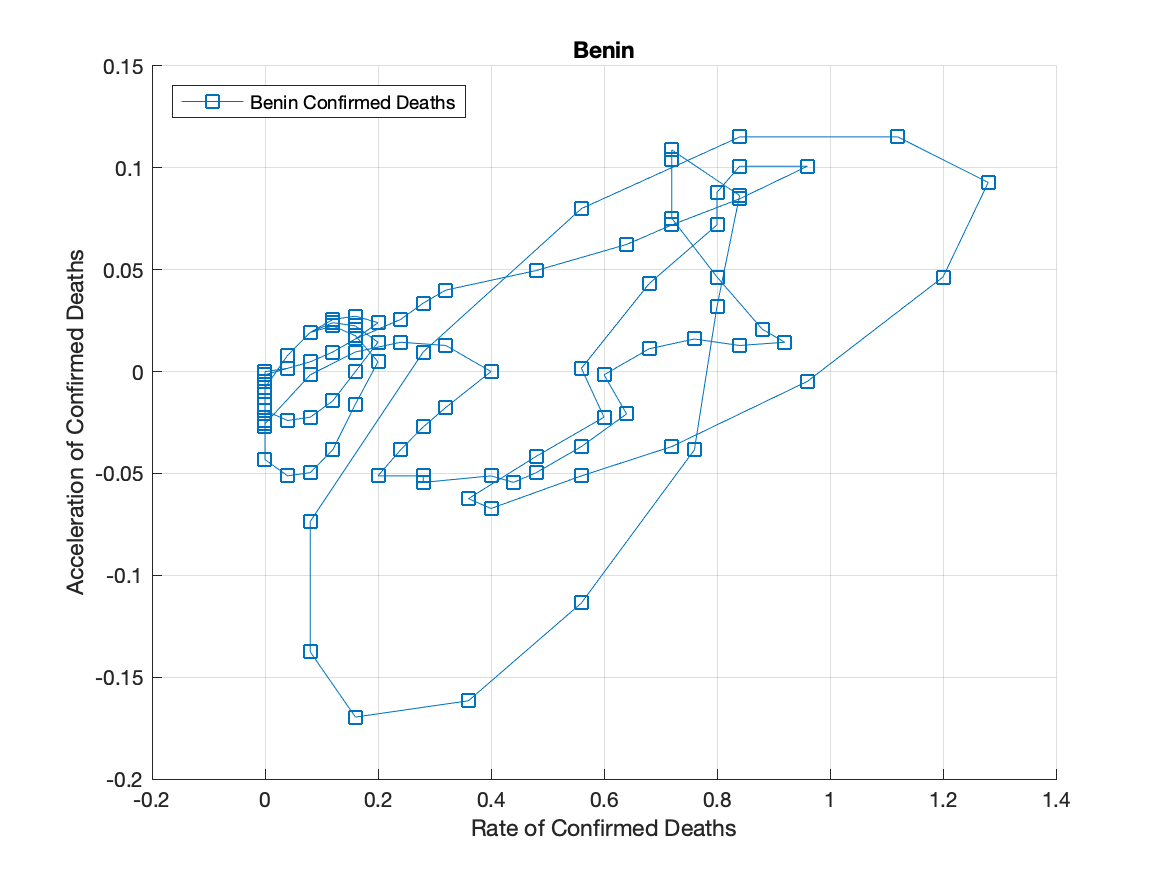 Benin
Benin Confirmed Deaths
Acceleration of Confirmed Deaths
0.15
0.1
0.05
0
-0.05
-0.1
-0.15
-0.2
-0.2 0 0.2 0.4 0.6 0.8 1 1.2 1.4
Rate of Confirmed Deaths